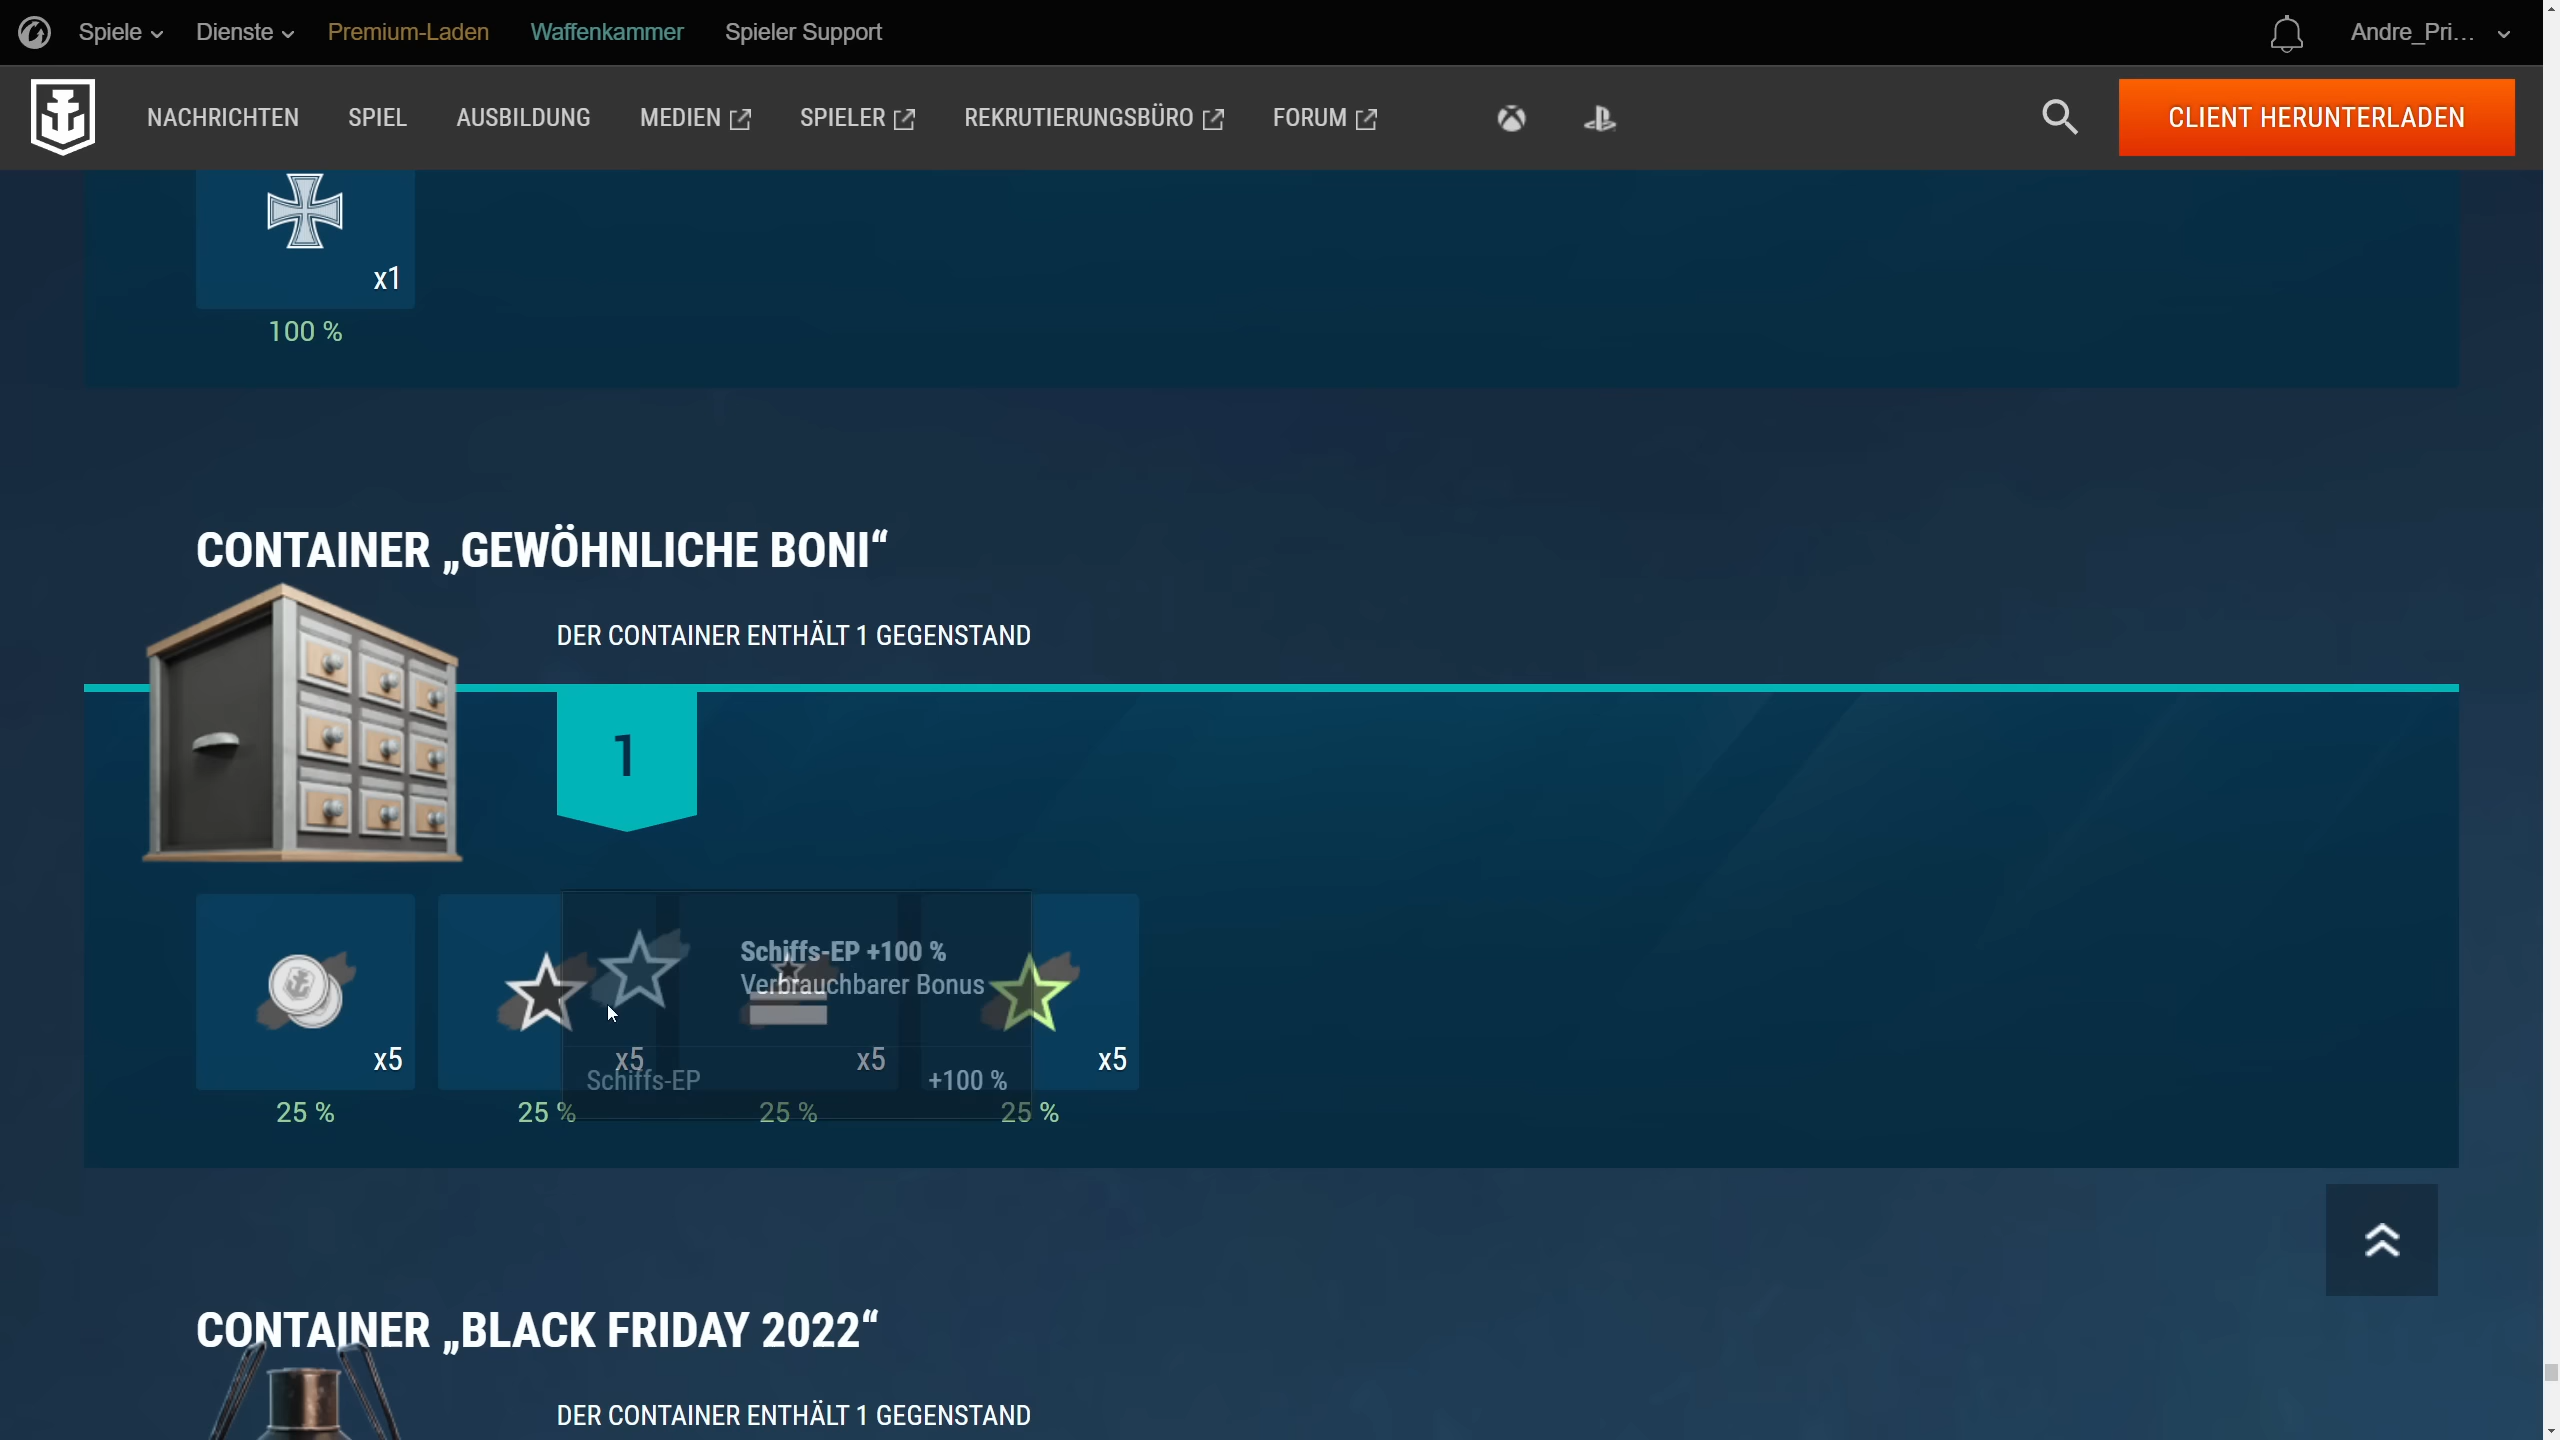 Spiele
Dienste
Premium-Laden
Waffenkammer
Spieler Support
Andre_Pri...
NACHRICHTEN
SPIEL
AUSBILDUNG
MEDIEN
SPIELER
REKRUTIERUNGSBÜRO
FORUM
CLIENT HERUNTERLADEN
x1
100 %
CONTAINER „GEWÖHNLICHE BONI“
DER CONTAINER ENTHÄLT 1 GEGENSTAND
1
Schiffs-EP +100 %
Verbrauchbarer Bonus
x5
x5
x5
x5
Schiffs-EP
+100 %
25 %
25 %
25 %
25 %
CONTAINER „BLACK FRIDAY 2022“
DER CONTAINER ENTHÄLT 1 GEGENSTAND